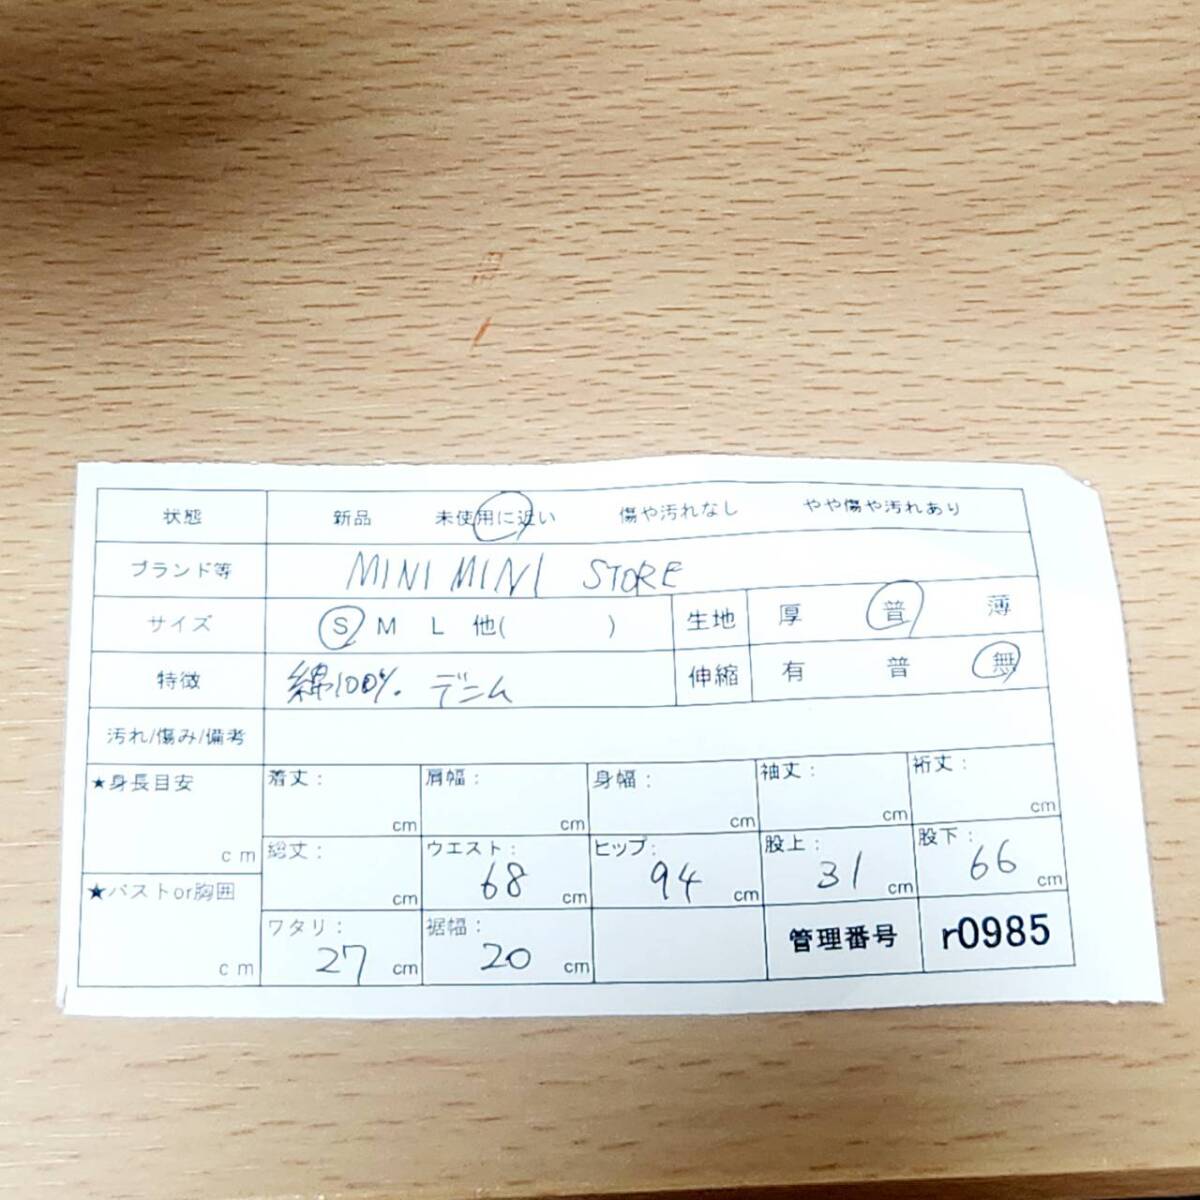 状態 新品 未使用に近い 傷や汚れなし やや傷や汚れあり
ブランド等 MINI MINI STORE
サイズ S M L 他( ) 生地 厚 普 薄
特徴 綿100% デニム 伸縮 有 普 無
汚れ/傷み/備考
★身長目安 cm
着丈: cm 肩幅: cm 身幅: cm 袖丈: cm 裄丈: cm
総丈: cm ウエスト: 68 cm ヒップ: 94 cm 股上: 31 cm 股下: 66 cm
★バストor胸囲 cm
ワタリ: 27 cm 裾幅: 20 cm 管理番号 r0985